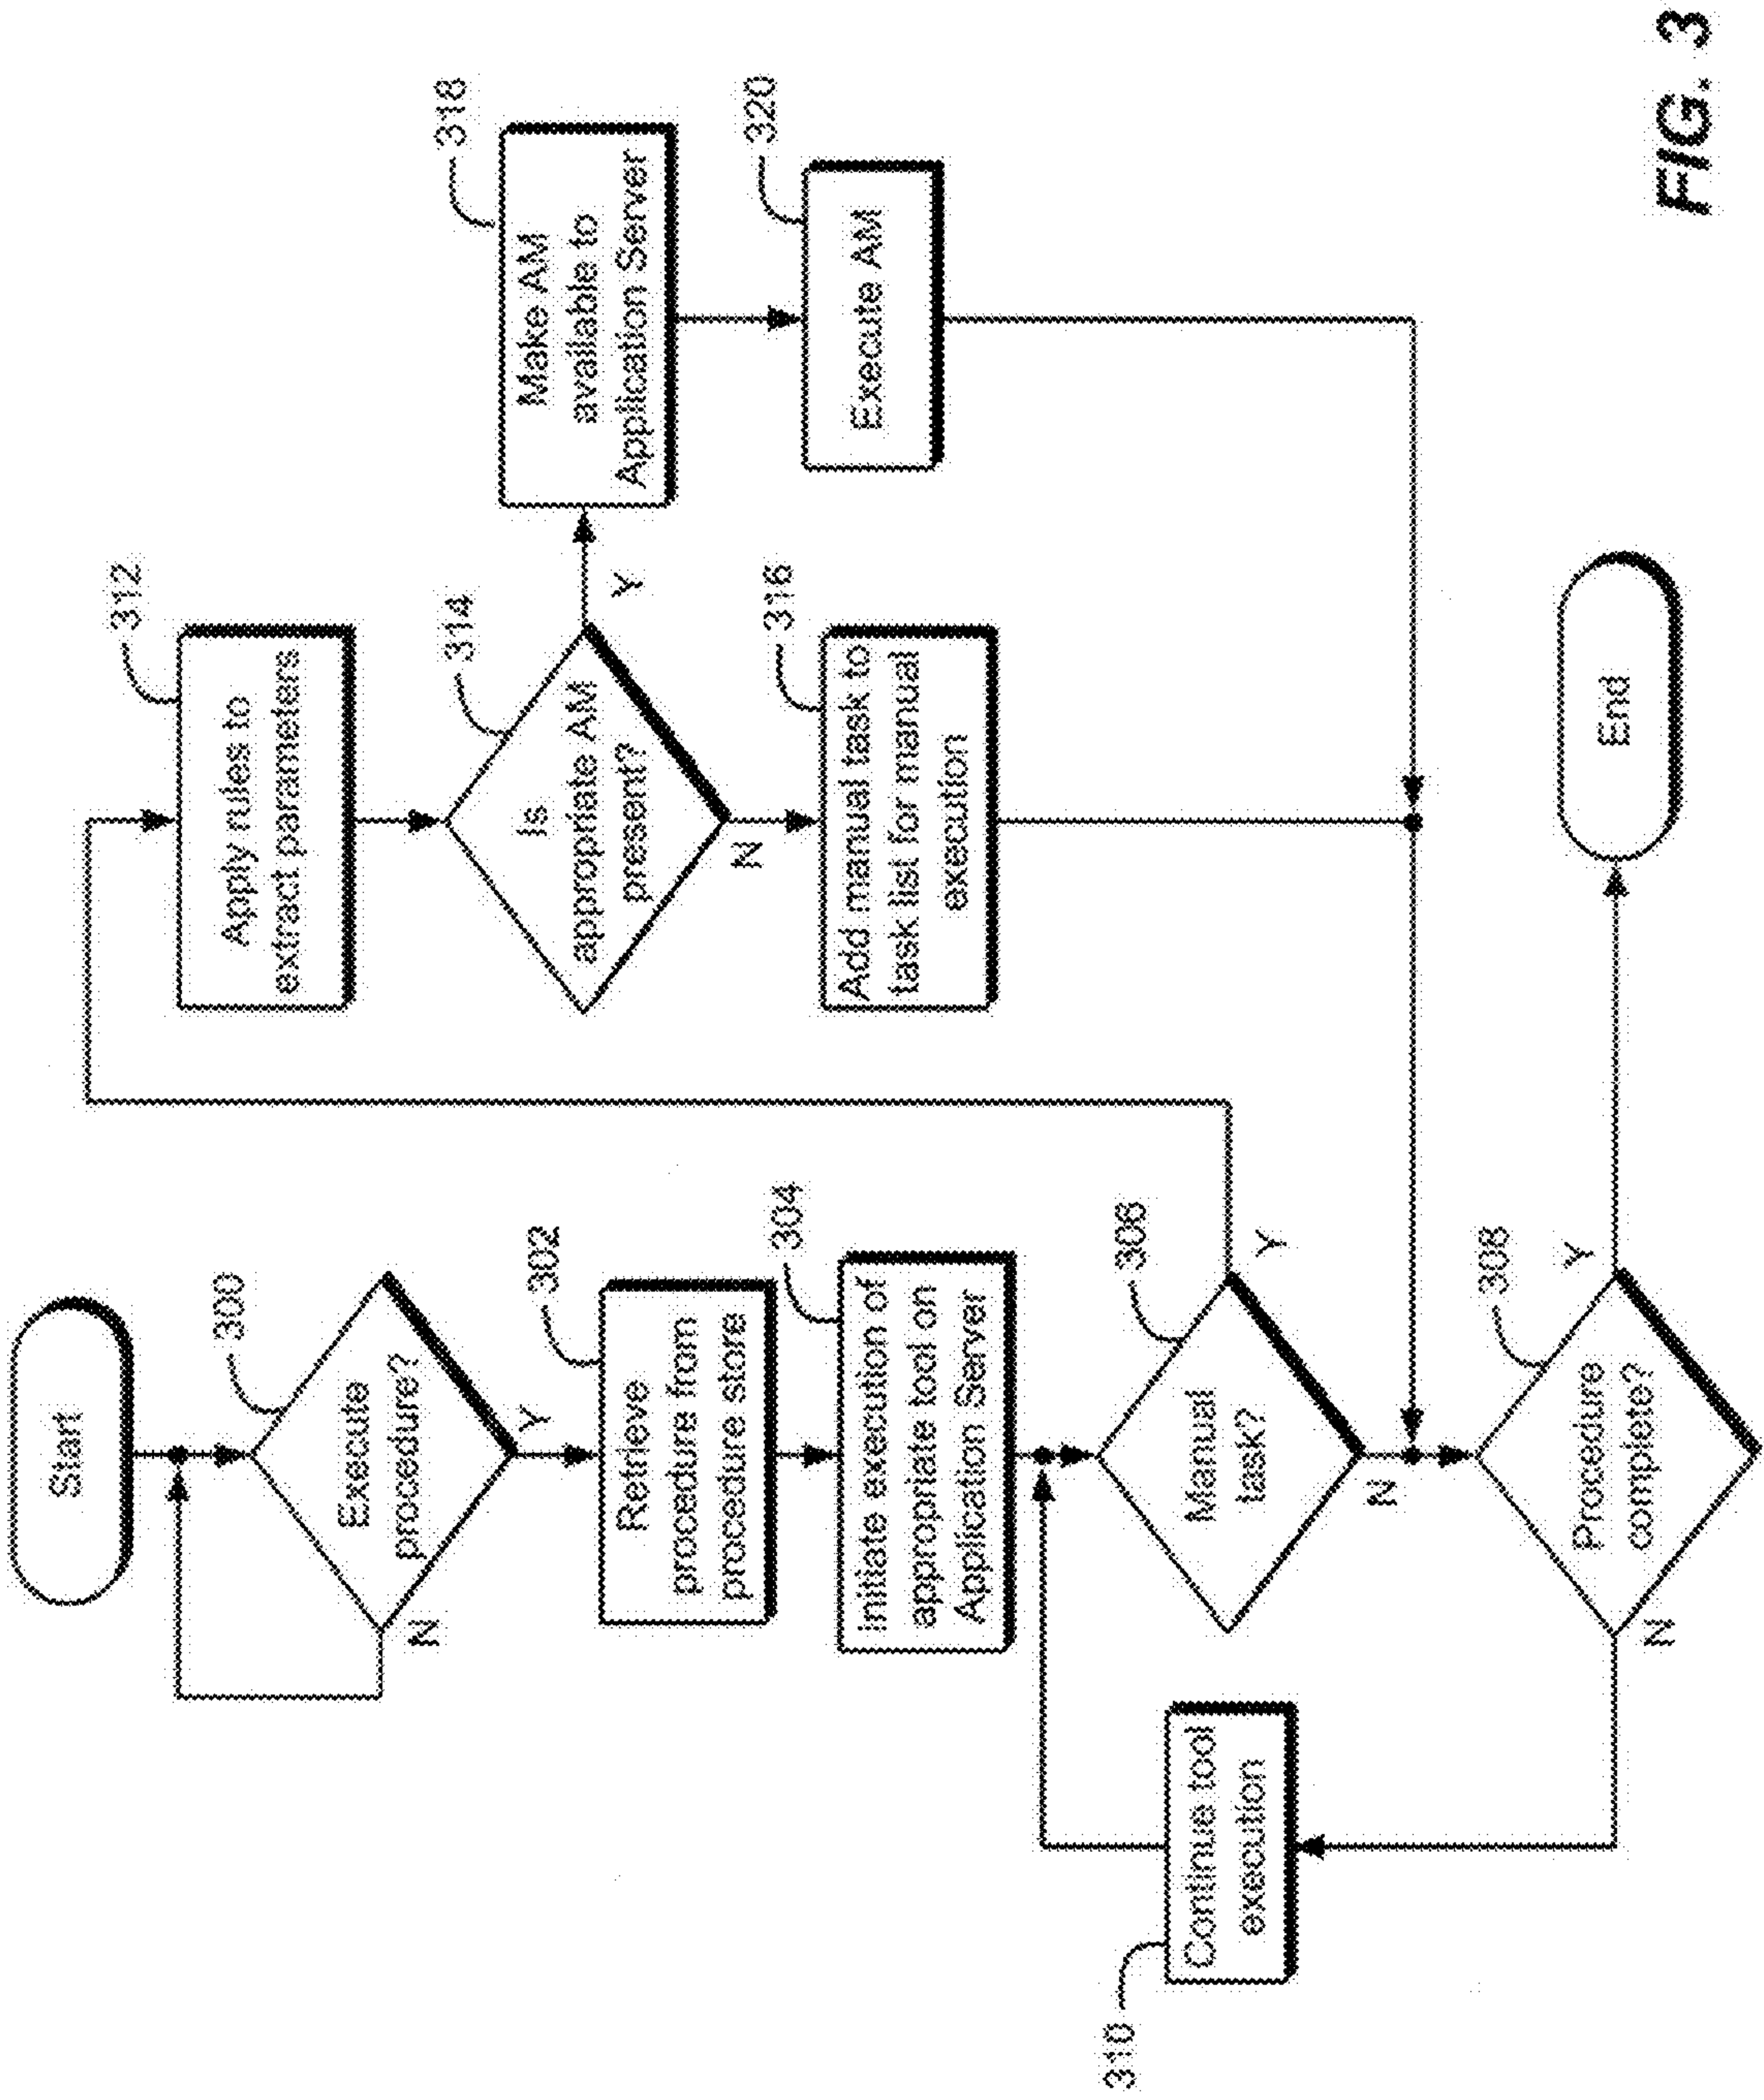 Start
300
Execute
procedure?
N
Y
302
Retrieve
procedure from
procedure store
304
Initiate execution of
appropriate tool on
Application Server
306
Manual
task?
Y
N
308
Procedure
complete?
Y
N
310
Continue tool
execution
312
Apply rules to
extract parameters
314
Is
appropriate AM
present?
Y
N
316
Add manual task to
task list for manual
execution
318
Make AM
available to
Application Server
320
Execute AM
End
FIG. 3